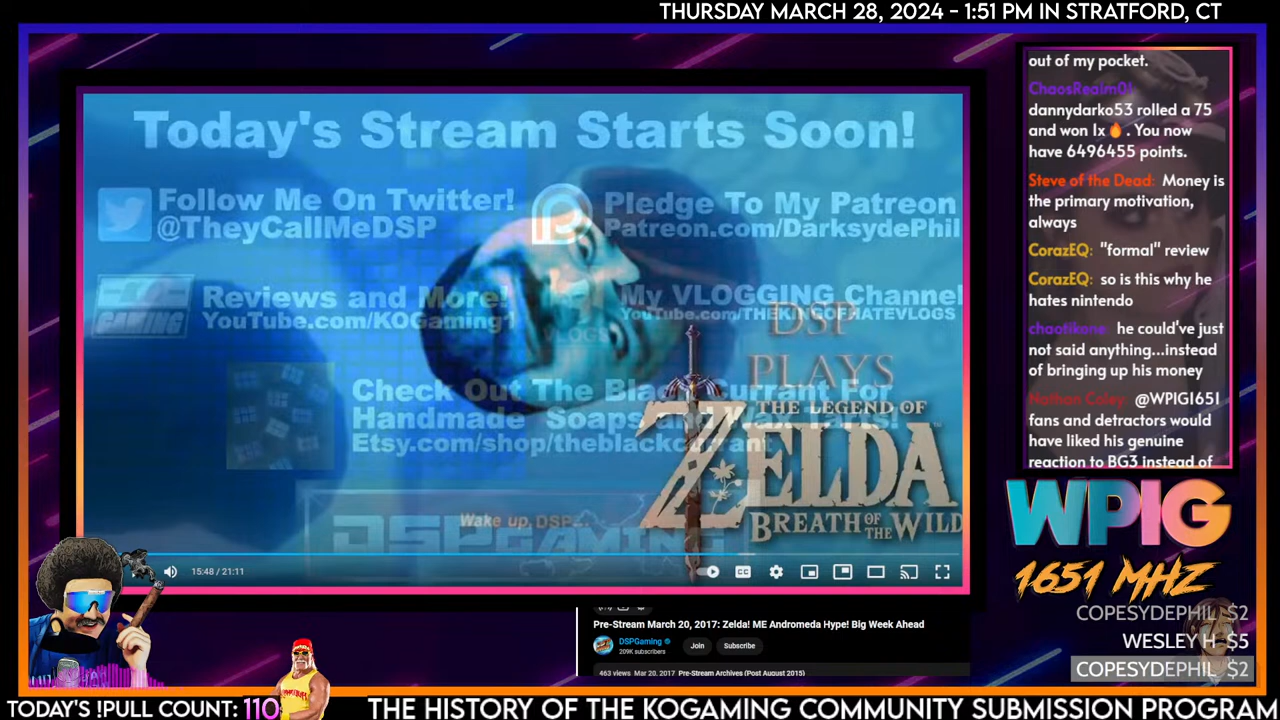 THURSDAY MARCH 28, 2024 - 1:51 PM IN STRATFORD, CT
Today's Stream Starts Soon!
Follow Me On Twitter!
@TheyCallMeDSP
Pledge To My Patreon
Patreon.com/DarksydePhil
Reviews and More!
YouTube.com/KOGaming1
My VLOGGING Channel
YouTube.com/THEKINGOFHATEVLOGS
DSP
PLAYS
Check Out The Blackcurrant For
Handmade Soaps
Etsy.com/shop/theblackcurrant
THE LEGEND OF
ZELDA
BREATH OF THE WILD
Wake up, DSP...
DSPGAMING
15:48 / 21:11
CC
Pre-Stream March 20, 2017: Zelda! ME Andromeda Hype! Big Week Ahead
DSPGaming
209K subscribers
Join
Subscribe
463 views Mar 20, 2017 Pre-Stream Archives (Post August 2015)
out of my pocket.
ChaosRealm01
dannydarko53 rolled a 75
and won 1x 🔥 . You now
have 6496455 points.
Steve of the Dead: Money is
the primary motivation,
always
CorazEQ: "formal" review
CorazEQ: so is this why he
hates nintendo
chaotikone: he could've just
not said anything...instead
of bringing up his money
Nathan Coley: @WPIG1651
fans and detractors would
have liked his genuine
reaction to BG3 instead of
WPIG
1651 MHZ
COPESYDEPHIL $2
WESLEY H $5
COPESYDEPHIL $2
TODAY'S !PULL COUNT: 110
THE HISTORY OF THE KOGAMING COMMUNITY SUBMISSION PROGRAM